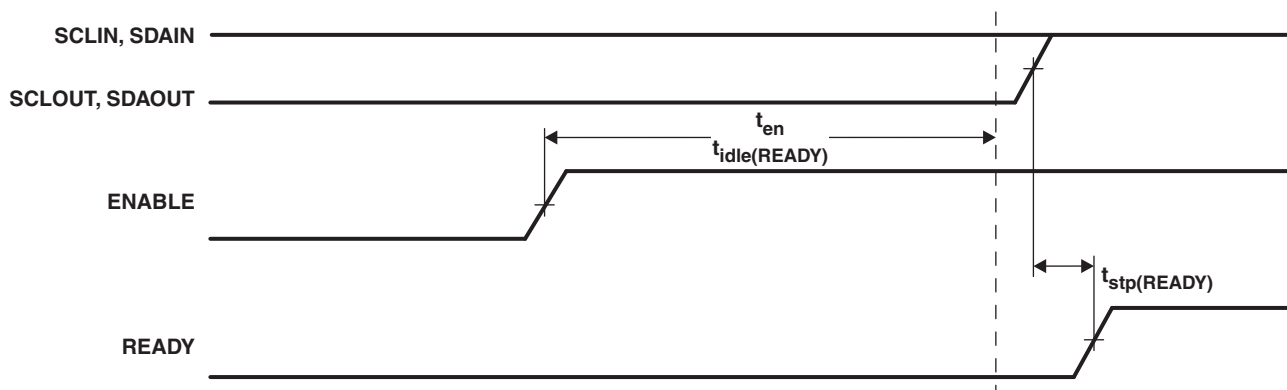 SCLIN, SDAIN
SCLOUT, SDAOUT
t_en
t_idle(READY)
ENABLE
t_stp(READY)
READY